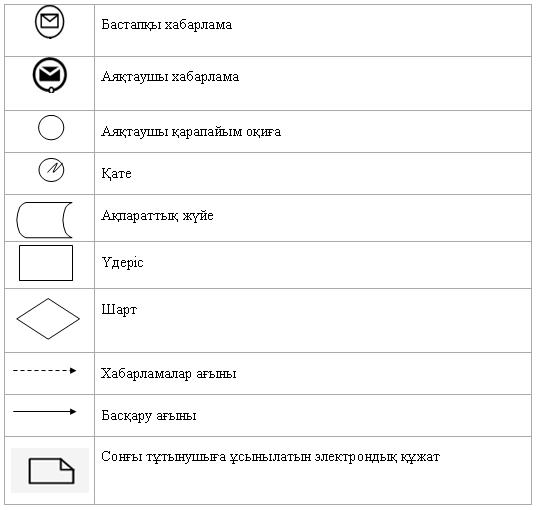 Бастапқы хабарлама
Аяқтаушы хабарлама
Аяқтаушы қарапайым оқиға
Қате
Ақпараттық жүйе
Үдеріс
Шарт
Хабарламалар ағыны
Басқару ағыны
Сонғы тұтынушыға ұсынылатын электрондық құжат